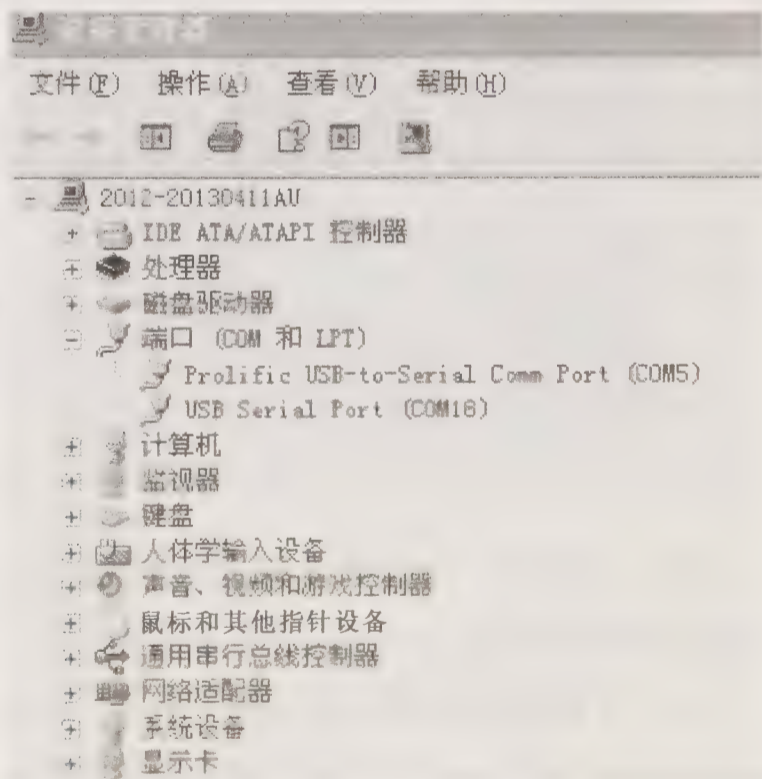 设备管理器
文件(F) 操作(A) 查看(V) 帮助(H)
2012-20130411AU
IDE ATA/ATAPI 控制器
处理器
磁盘驱动器
端口 (COM 和 LPT)
Prolific USB-to-Serial Comm Port (COM5)
USB Serial Port (COM16)
计算机
监视器
键盘
人体学输入设备
声音、视频和游戏控制器
鼠标和其他指针设备
通用串行总线控制器
网络适配器
系统设备
显示卡